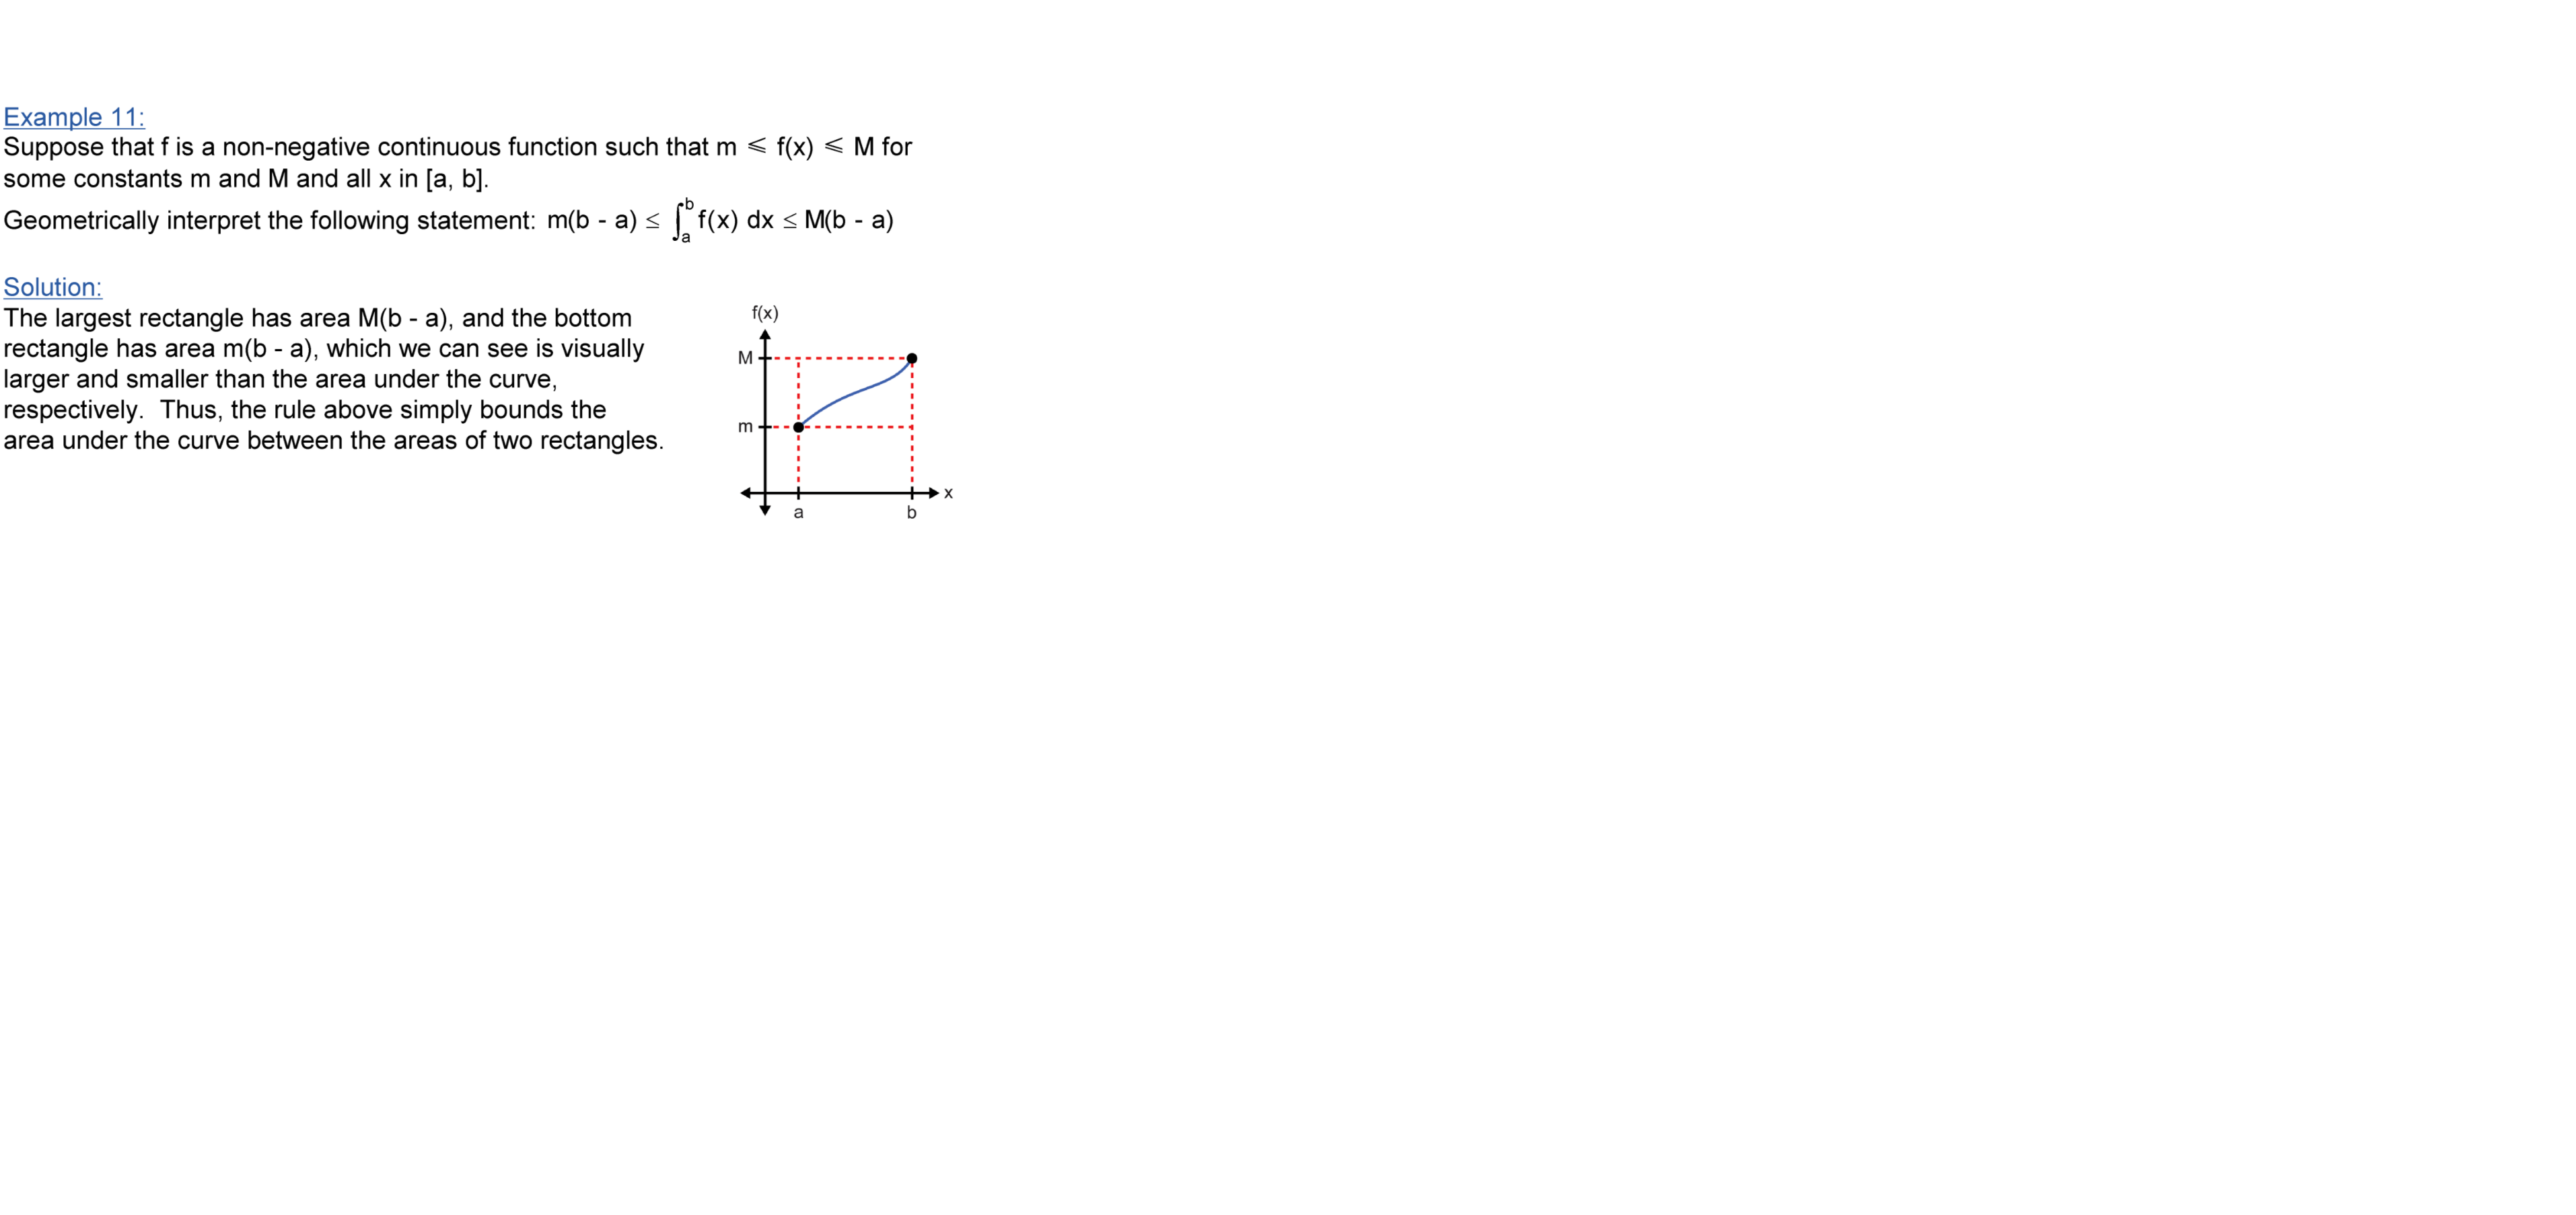 Example 11:
Suppose that f is a non-negative continuous function such that m ⩽ f(x) ⩽ M for
some constants m and M and all x in [a, b].
Geometrically interpret the following statement: m(b - a) ≤ ∫_a^b f(x) dx ≤ M(b - a)
Solution:
The largest rectangle has area M(b - a), and the bottom
rectangle has area m(b - a), which we can see is visually
larger and smaller than the area under the curve,
respectively. Thus, the rule above simply bounds the
area under the curve between the areas of two rectangles.
f(x)
M
m
x
a b